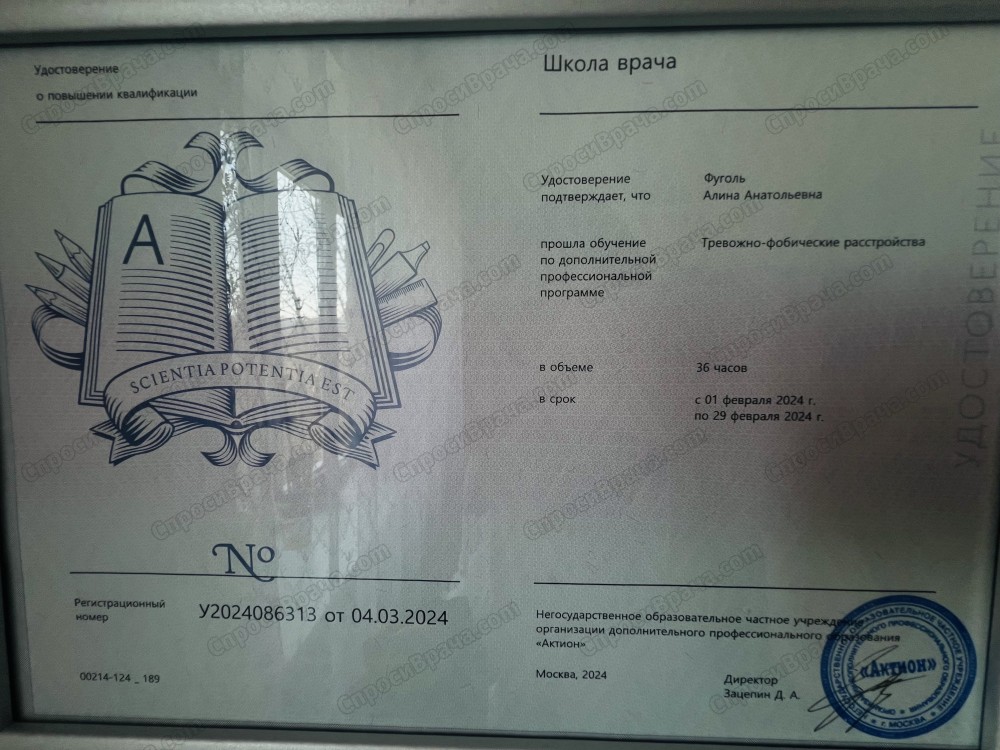 Удостоверение
о повышении квалификации
A
SCIENTIA POTENTIA EST
№
Регистрационный
номер
У2024086313 от 04.03.2024
00214-124 _ 189
Школа врача
Удостоверение
подтверждает, что
Фуголь
Алина Анатольевна
прошла обучение
по дополнительной
профессиональной
программе
Тревожно-фобические расстройства
в объеме
36 часов
в срок
с 01 февраля 2024 г.
по 29 февраля 2024 г.
Негосударственное образовательное частное учреждение
организации дополнительного профессионального образования
«Актион»
Москва, 2024
Директор
Зацепин Д. А.
«АКТИОН»
г. МОСКВА
УДОСТОВЕРЕНИЕ
СпросиВрача.com